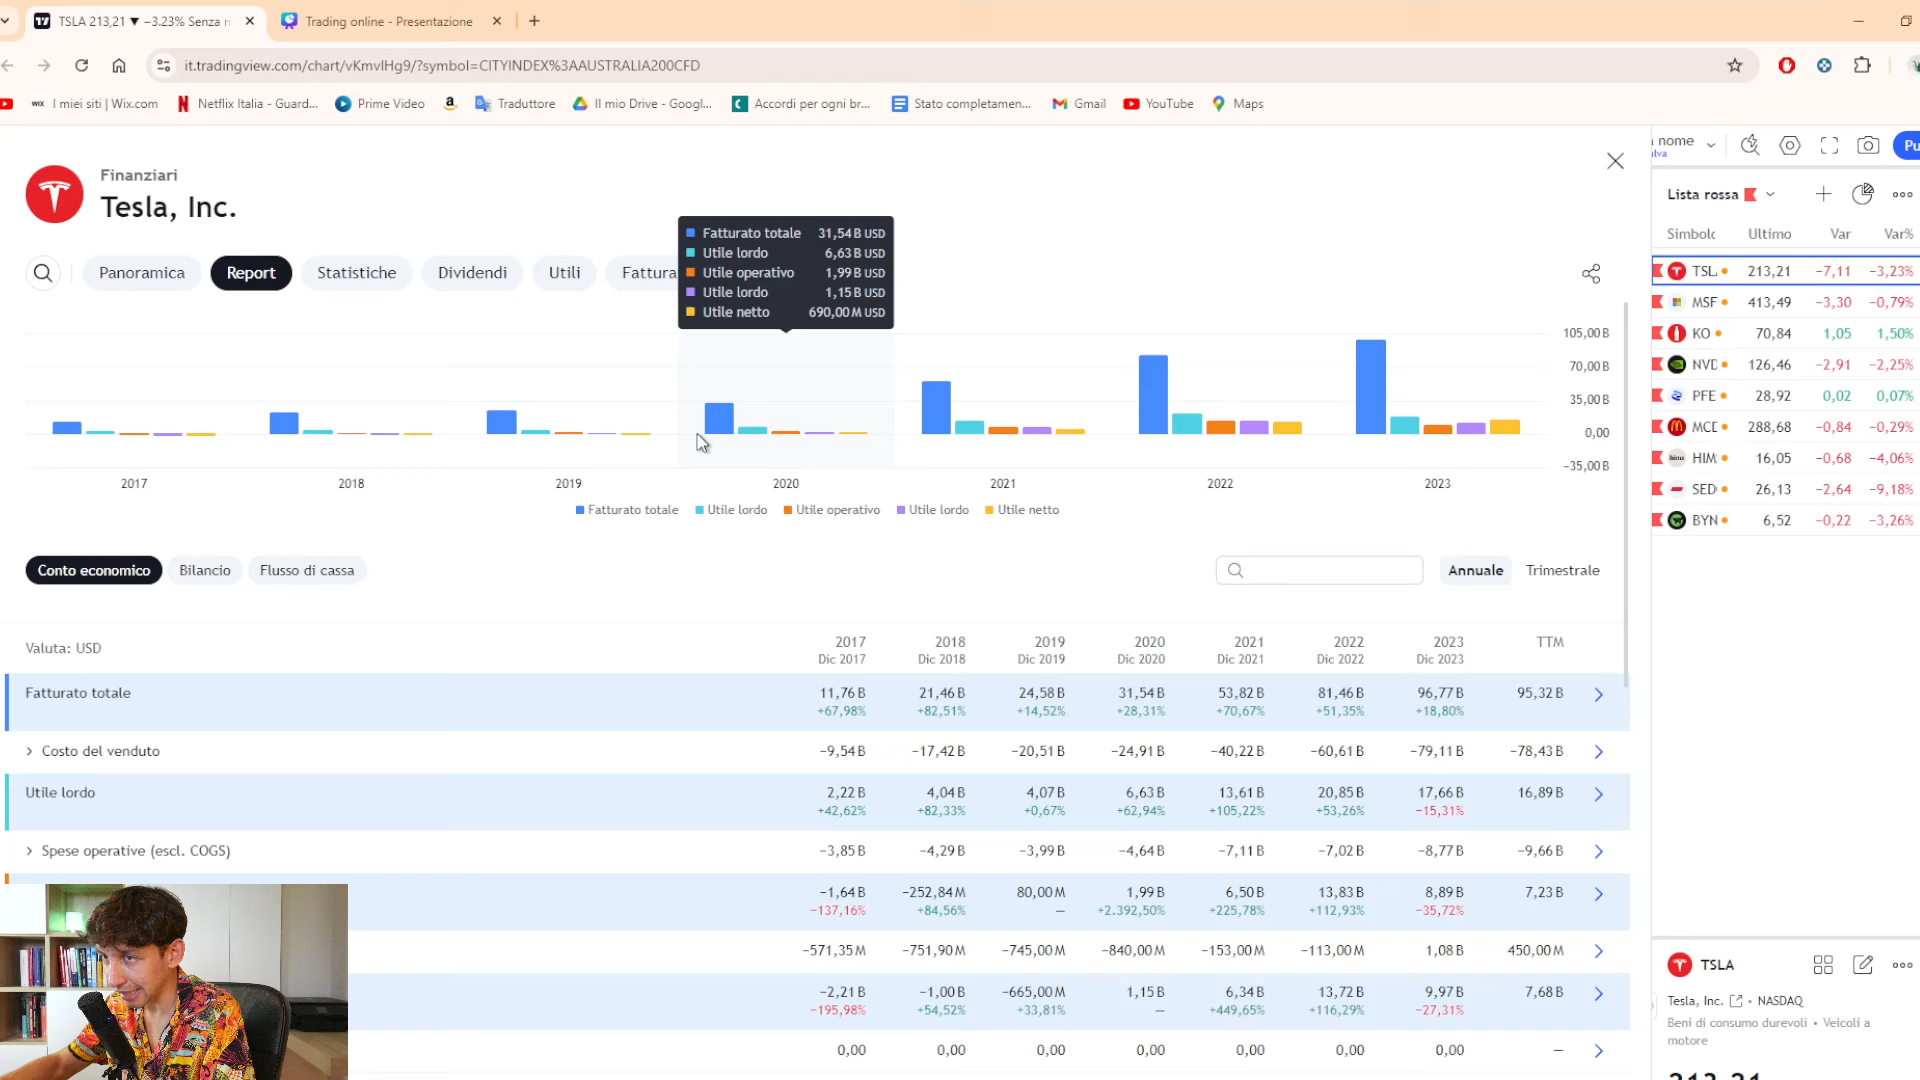 TSLA 213,21 ▼ −3.23% Senza n
Trading online - Presentazione
it.tradingview.com/chart/vKmvIHg9/?symbol=CITYINDEX%3AAUSTRALIA200CFD
WIX I miei siti | Wix.com
Netflix Italia - Guard...
Prime Video
Traduttore
Il mio Drive - Googl...
Accordi per ogni br...
Stato completamen...
Gmail
YouTube
Maps
Finanziari
Tesla, Inc.
Panoramica
Report
Statistiche
Dividendi
Utili
Fattura
Fatturato totale 31,54 B USD
Utile lordo 6,63 B USD
Utile operativo 1,99 B USD
Utile lordo 1,15 B USD
Utile netto 690,00 M USD
105,00 B
70,00 B
35,00 B
0,00
−35,00 B
2017 2018 2019 2020 2021 2022 2023
Fatturato totale Utile lordo Utile operativo Utile lordo Utile netto
Conto economico Bilancio Flusso di cassa
Annuale Trimestrale
Valuta: USD 2017 2018 2019 2020 2021 2022 2023 TTM
Dic 2017 Dic 2018 Dic 2019 Dic 2020 Dic 2021 Dic 2022 Dic 2023
Fatturato totale 11,76 B 21,46 B 24,58 B 31,54 B 53,82 B 81,46 B 96,77 B 95,32 B
+67,98% +82,51% +14,52% +28,31% +70,67% +51,35% +18,80%
Costo del venduto −9,54 B −17,42 B −20,51 B −24,91 B −40,22 B −60,61 B −79,11 B −78,43 B
Utile lordo 2,22 B 4,04 B 4,07 B 6,63 B 13,61 B 20,85 B 17,66 B 16,89 B
+42,62% +82,33% +0,67% +62,94% +105,22% +53,26% −15,31%
Spese operative (escl. COGS) −3,85 B −4,29 B −3,99 B −4,64 B −7,11 B −7,02 B −8,77 B −9,66 B
−1,64 B −252,84 M 80,00 M 1,99 B 6,50 B 13,83 B 8,89 B 7,23 B
−137,16% +84,56% — +2.392,50% +225,78% +112,93% −35,72%
−571,35 M −751,90 M −745,00 M −840,00 M −153,00 M −113,00 M 1,08 B 450,00 M
−2,21 B −1,00 B −665,00 M 1,15 B 6,34 B 13,72 B 9,97 B 7,68 B
−195,98% +54,52% +33,81% — +449,65% +116,29% −27,31%
0,00 0,00 0,00 0,00 0,00 0,00 0,00 —
nome
lva
Pu
Lista rossa
Simbolc Ultimo Var Var%
TSL 213,21 −7,11 −3,23%
MSF 413,49 −3,30 −0,79%
KO 70,84 1,05 1,50%
NVD 126,46 −2,91 −2,25%
PFE 28,92 0,02 0,07%
MCD 288,68 −0,84 −0,29%
HIM 16,05 −0,68 −4,06%
SED 26,13 −2,64 −9,18%
BYN 6,52 −0,22 −3,26%
TSLA
Tesla, Inc. • NASDAQ
Beni di consumo durevoli • Veicoli a
motore
213,21